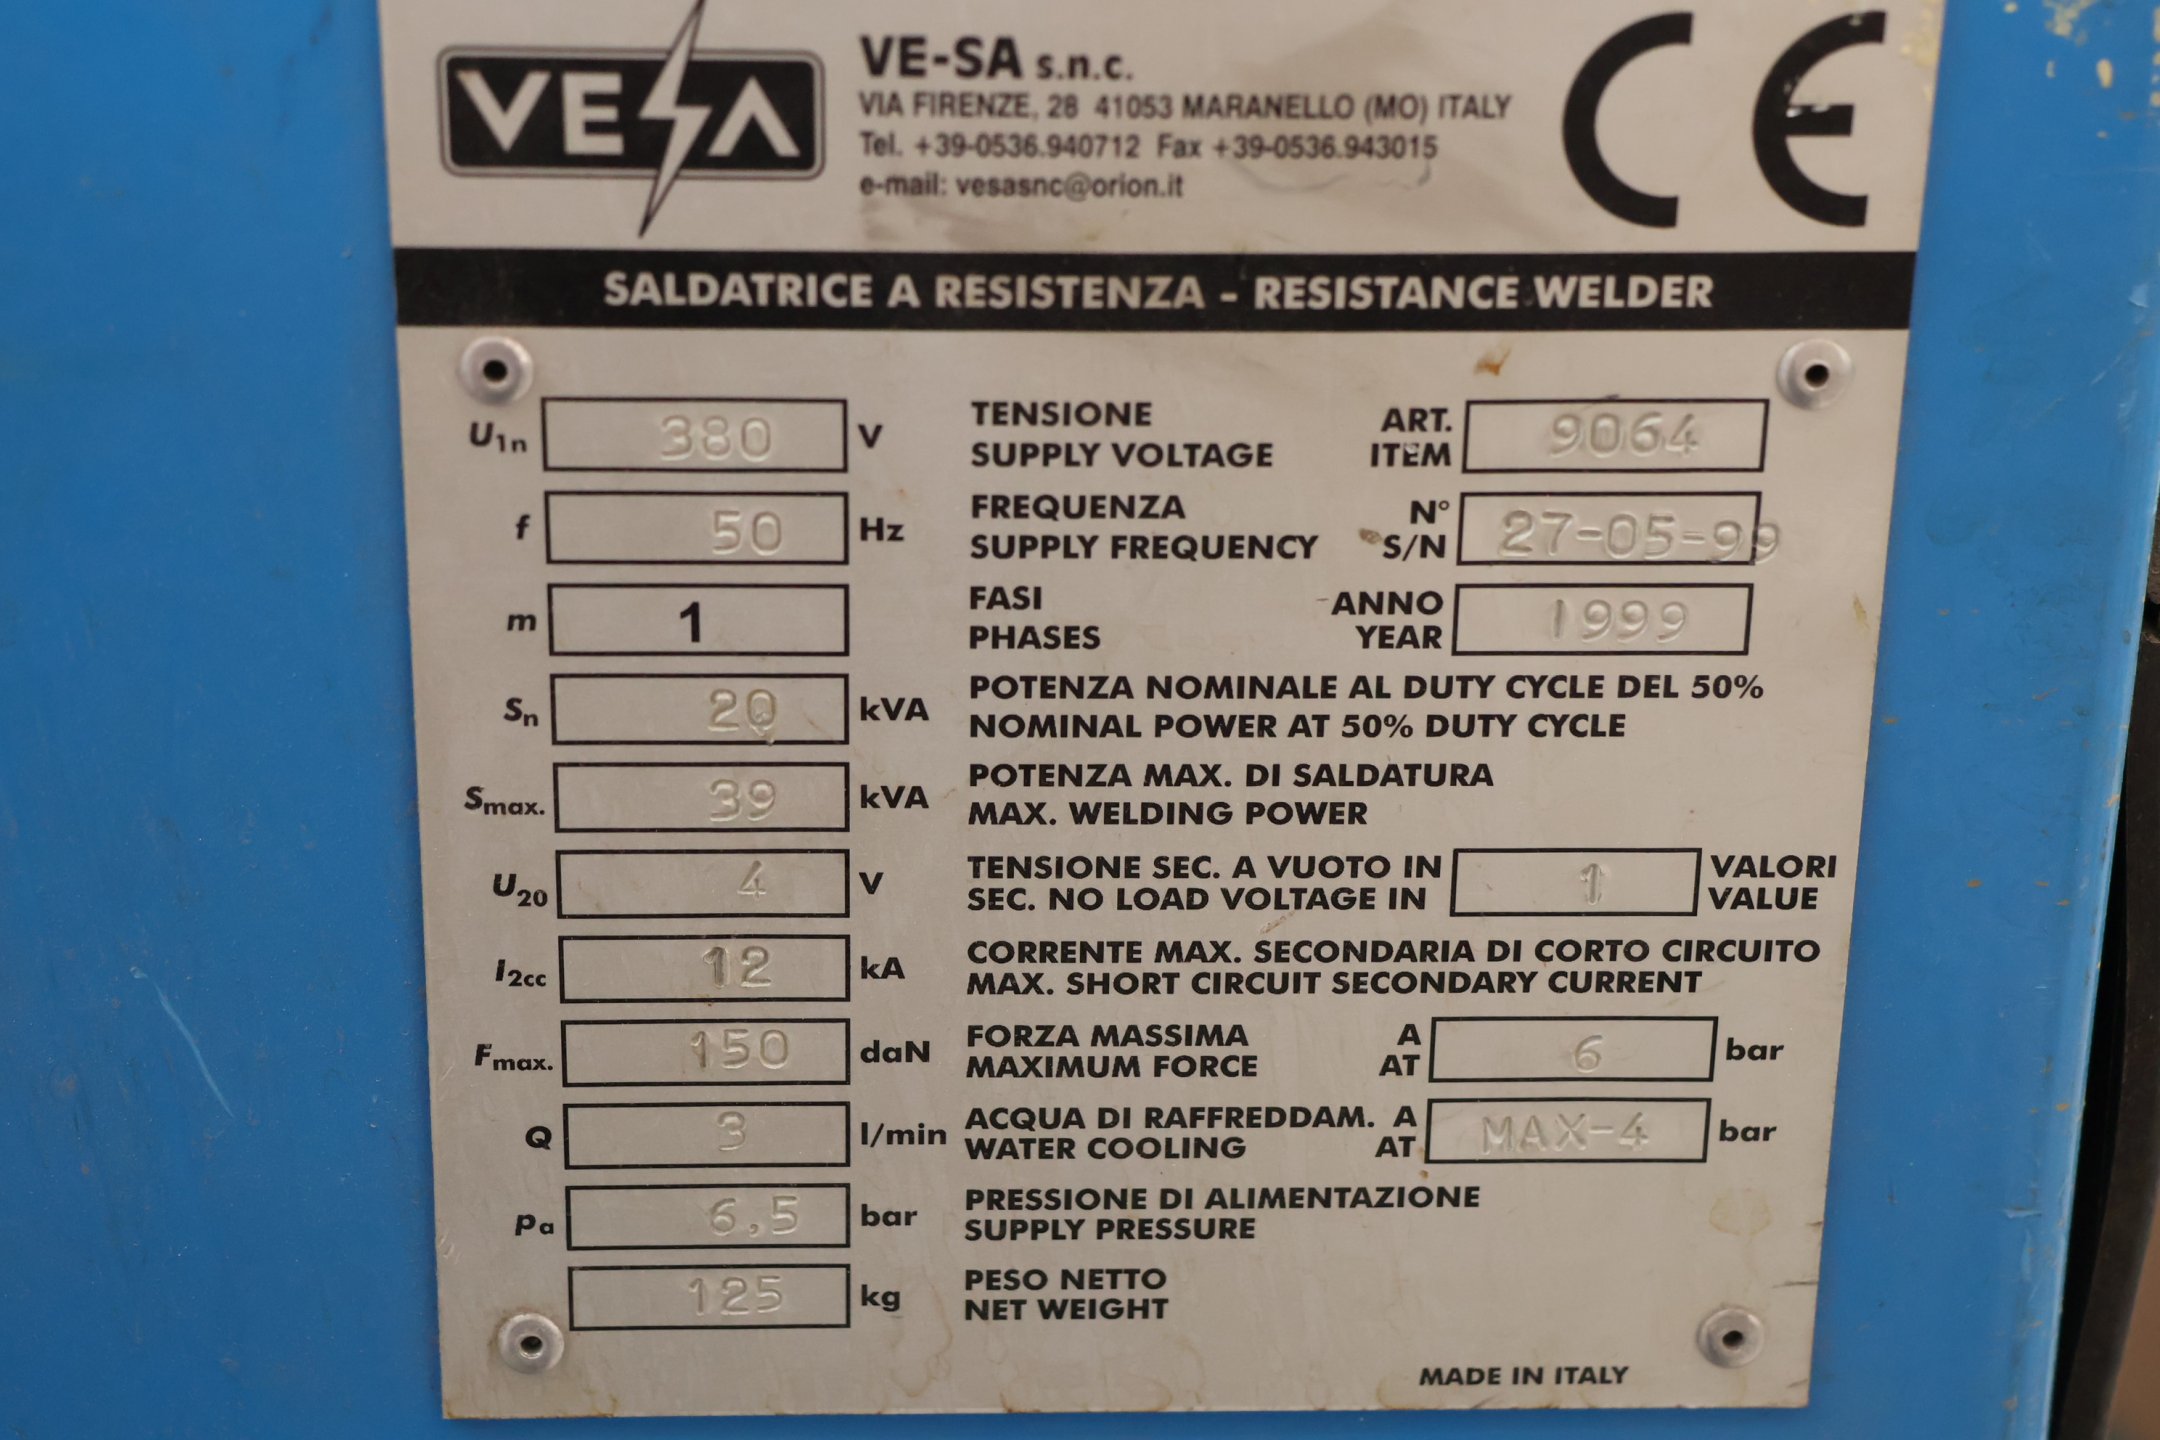 VESA
VE-SA s.n.c.
VIA FIRENZE, 28 41053 MARANELLO (MO) ITALY
Tel. +39-0536.940712 Fax +39-0536.943015
e-mail: vesasnc@orion.it
CE
SALDATRICE A RESISTENZA - RESISTANCE WELDER
U1n 380 V TENSIONE ART. 9064
SUPPLY VOLTAGE ITEM
f 50 Hz FREQUENZA N° 27-05-99
SUPPLY FREQUENCY S/N
m 1 FASI ANNO 1999
PHASES YEAR
Sn 20 kVA POTENZA NOMINALE AL DUTY CYCLE DEL 50%
NOMINAL POWER AT 50% DUTY CYCLE
Smax. 39 kVA POTENZA MAX. DI SALDATURA
MAX. WELDING POWER
U20 4 V TENSIONE SEC. A VUOTO IN 1 VALORI
SEC. NO LOAD VOLTAGE IN VALUE
I2cc 12 kA CORRENTE MAX. SECONDARIA DI CORTO CIRCUITO
MAX. SHORT CIRCUIT SECONDARY CURRENT
Fmax. 150 daN FORZA MASSIMA A 6 bar
MAXIMUM FORCE AT
Q 3 l/min ACQUA DI RAFFREDDAM. A MAX-4 bar
WATER COOLING AT
Pa 6,5 bar PRESSIONE DI ALIMENTAZIONE
SUPPLY PRESSURE
125 kg PESO NETTO
NET WEIGHT
MADE IN ITALY